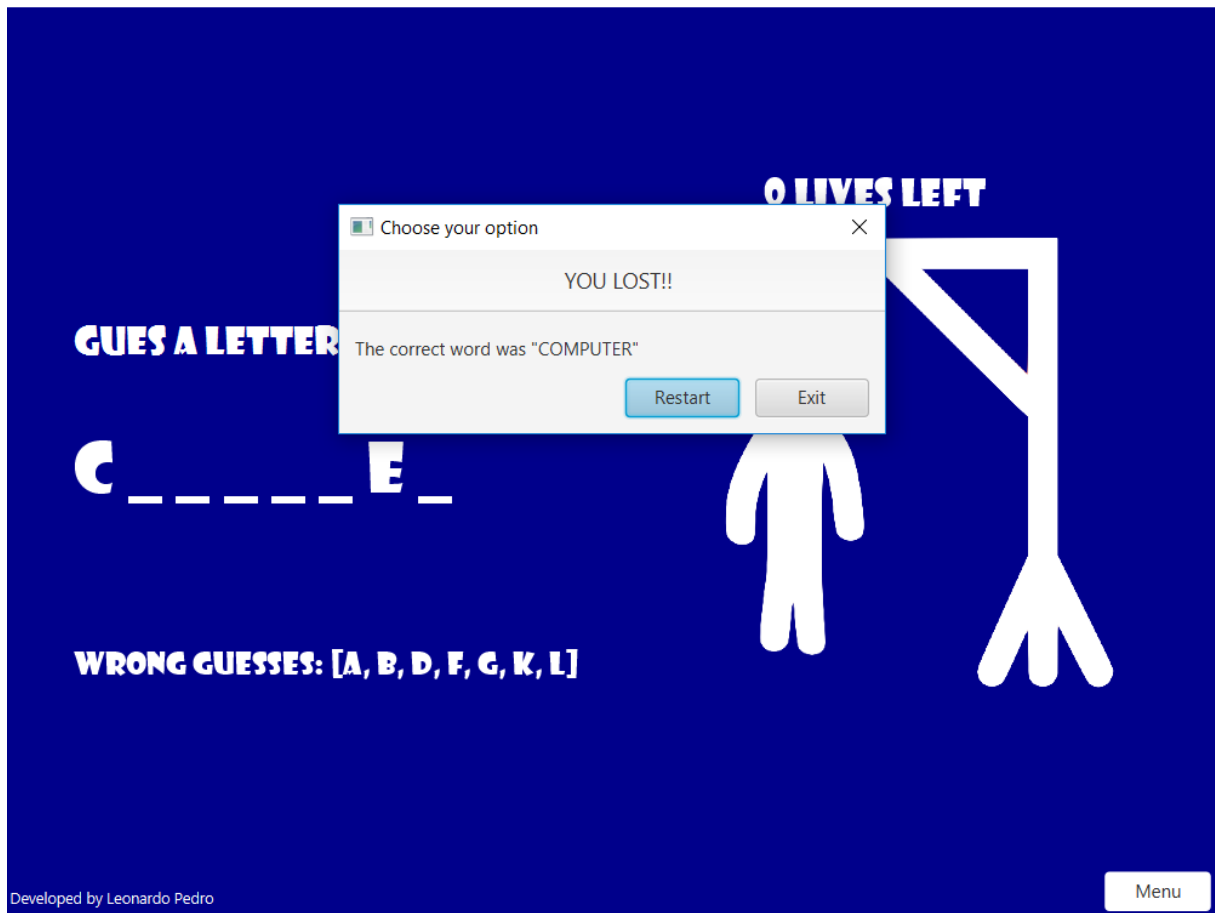 0 LIVES LEFT
Choose your option
YOU LOST!!
GUES A LETTER
The correct word was "COMPUTER"
Restart Exit
C _ _ _ _ _ E _
WRONG GUESSES: [A, B, D, F, G, K, L]
Developed by Leonardo Pedro
Menu